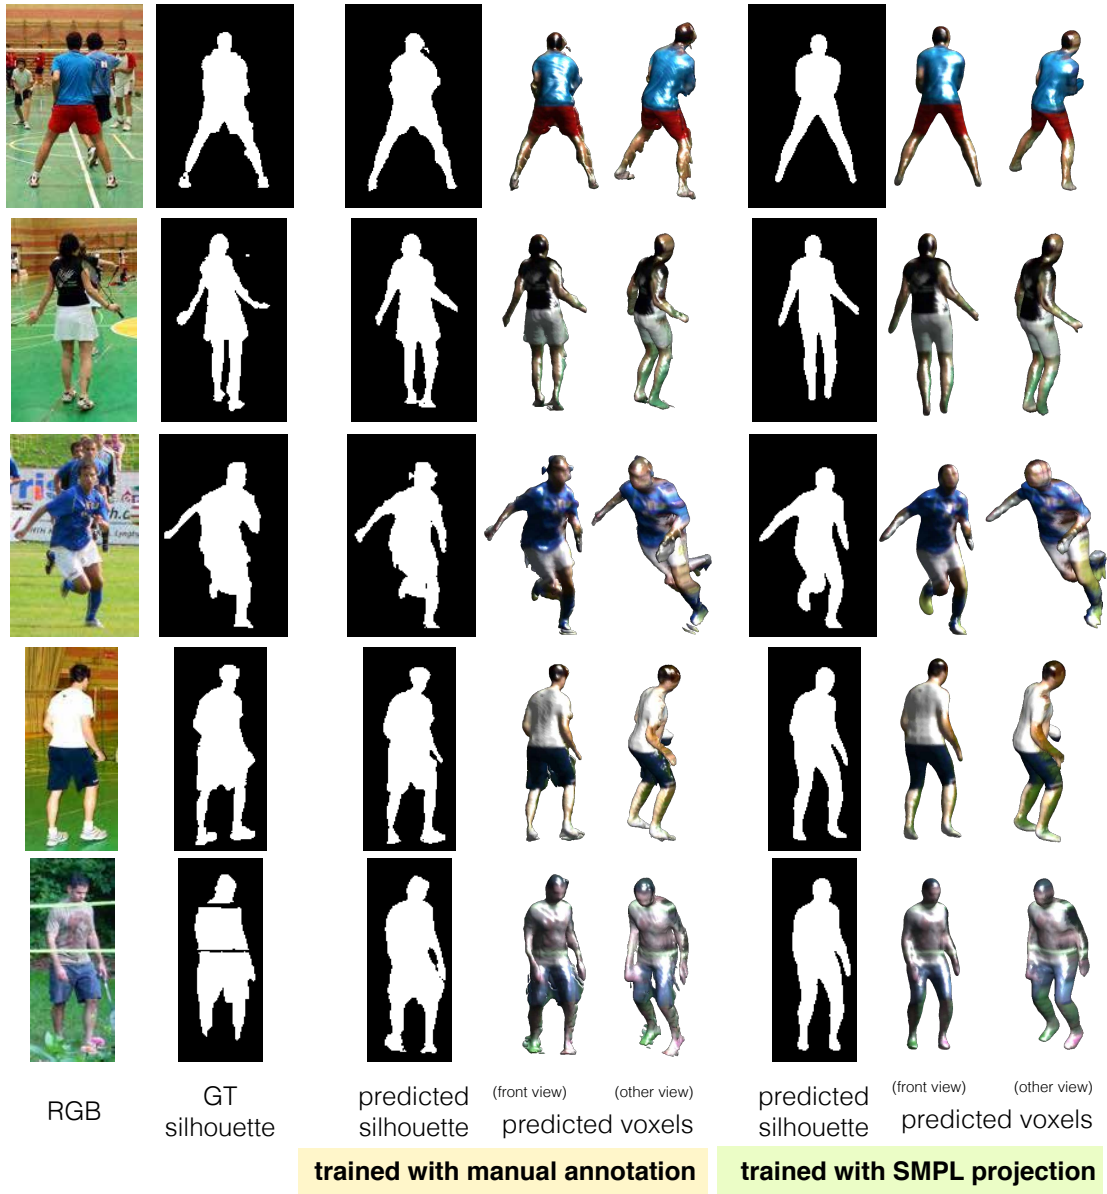 RGB
GT
silhouette
predicted
silhouette
(front view)
(other view)
predicted voxels
predicted
silhouette
(front view)
(other view)
predicted voxels
trained with manual annotation
trained with SMPL projection